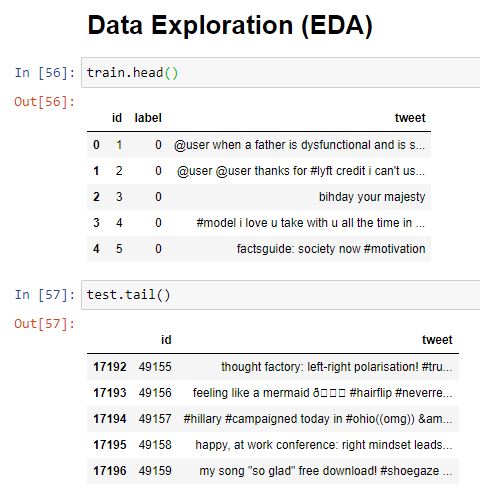 Data Exploration (EDA)
In [56]: train.head()
Out[56]:
id label tweet
0 1 0 @user when a father is dysfunctional and is s...
1 2 0 @user @user thanks for #lyft credit i can't us...
2 3 0 bihday your majesty
3 4 0 #model i love u take with u all the time in ...
4 5 0 factsguide: society now #motivation
In [57]: test.tail()
Out[57]:
id tweet
17192 49155 thought factory: left-right polarisation! #tru...
17193 49156 feeling like a mermaid ð▯▯▯ #hairflip #neverre...
17194 49157 #hillary #campaigned today in #ohio((omg)) &am...
17195 49158 happy, at work conference: right mindset leads...
17196 49159 my song "so glad" free download! #shoegaze ...